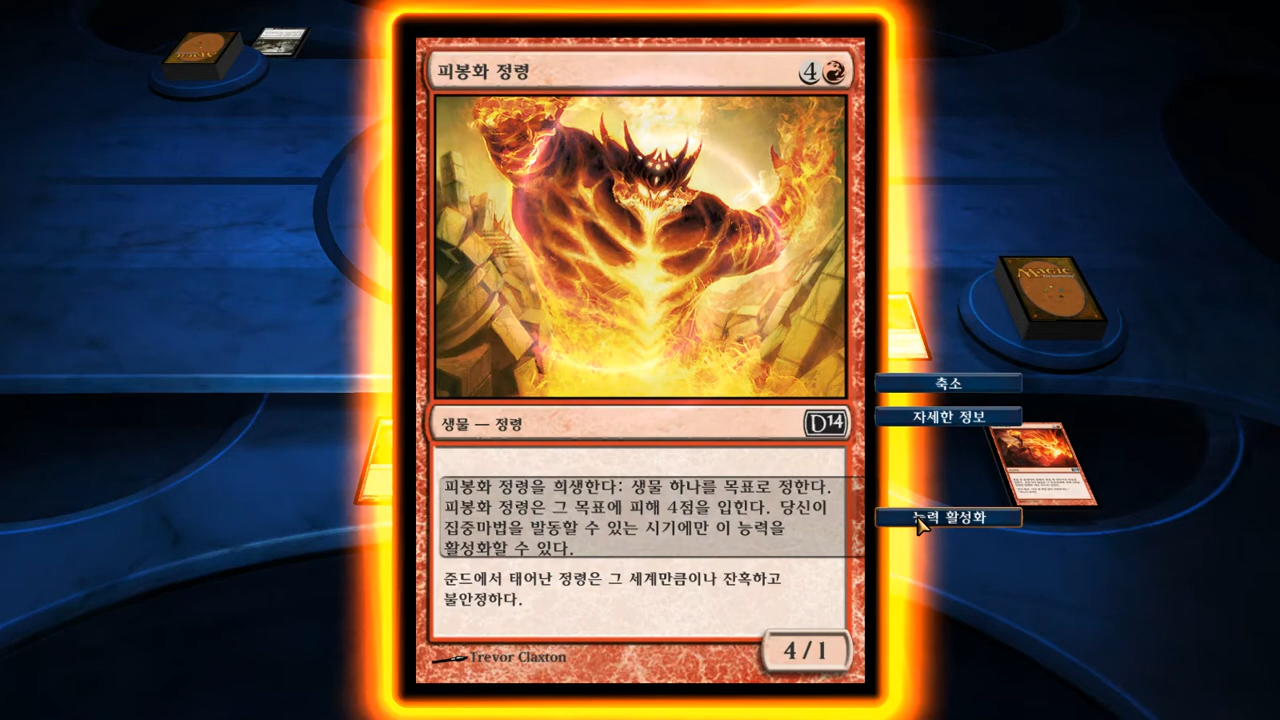 피봉화 정령
4
MAGIC
생물 — 정령
D14
축소
자세한 정보
능력 활성화
피봉화 정령을 희생한다: 생물 하나를 목표로 정한다.
피봉화 정령은 그 목표에 피해 4점을 입힌다. 당신이
집중마법을 발동할 수 있는 시기에만 이 능력을
활성화할 수 있다.
준드에서 태어난 정령은 그 세계만큼이나 잔혹하고
불안정하다.
4/1
Trevor Claxton